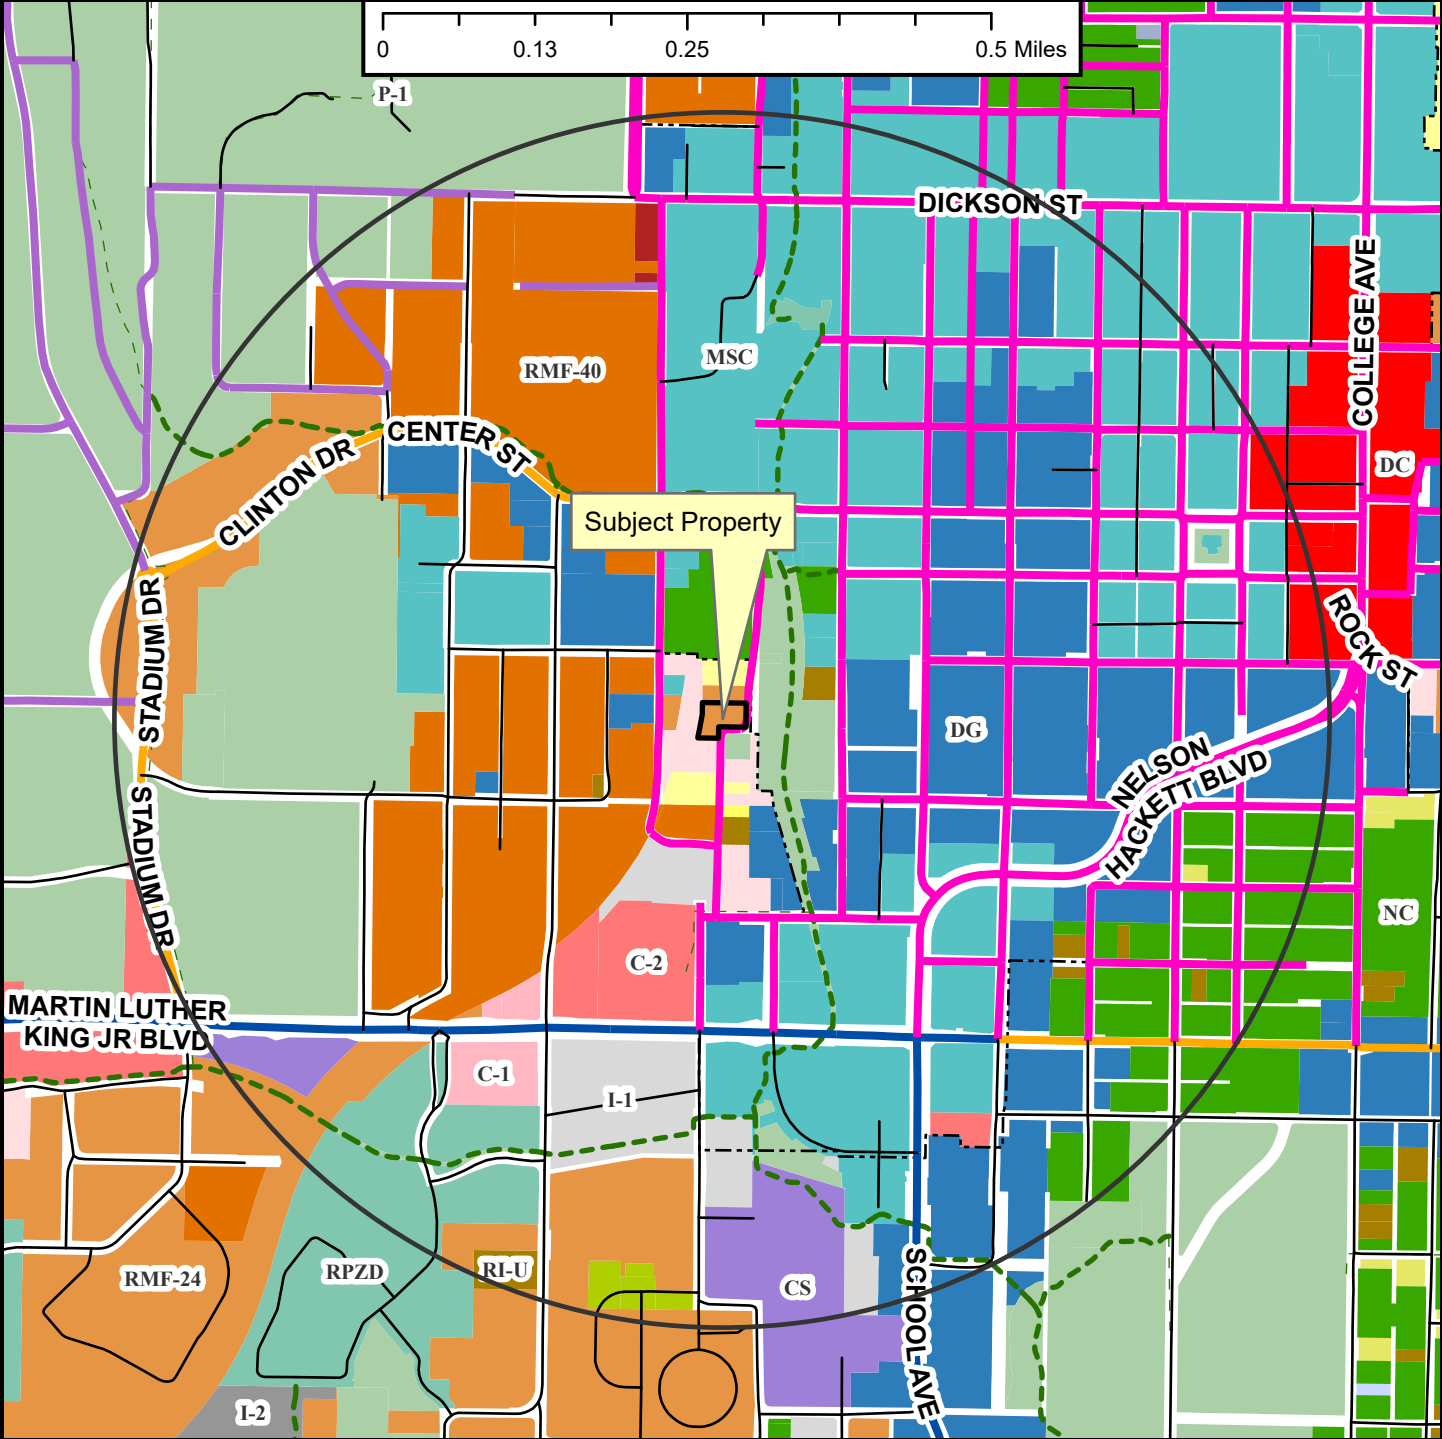 0 0.13 0.25 0.5 Miles
P-1
DICKSON ST
COLLEGE AVE
MSC
RMF-40
CENTER ST
CLINTON DR
DC
Subject Property
STADIUM DR
ROCK ST
DG
NELSON
HACKETT BLVD
STADIUM DR
NC
C-2
MARTIN LUTHER
KING JR BLVD
C-1
I-1
RMF-24
RPZD
RI-U
CS
SCHOOL AVE
I-2